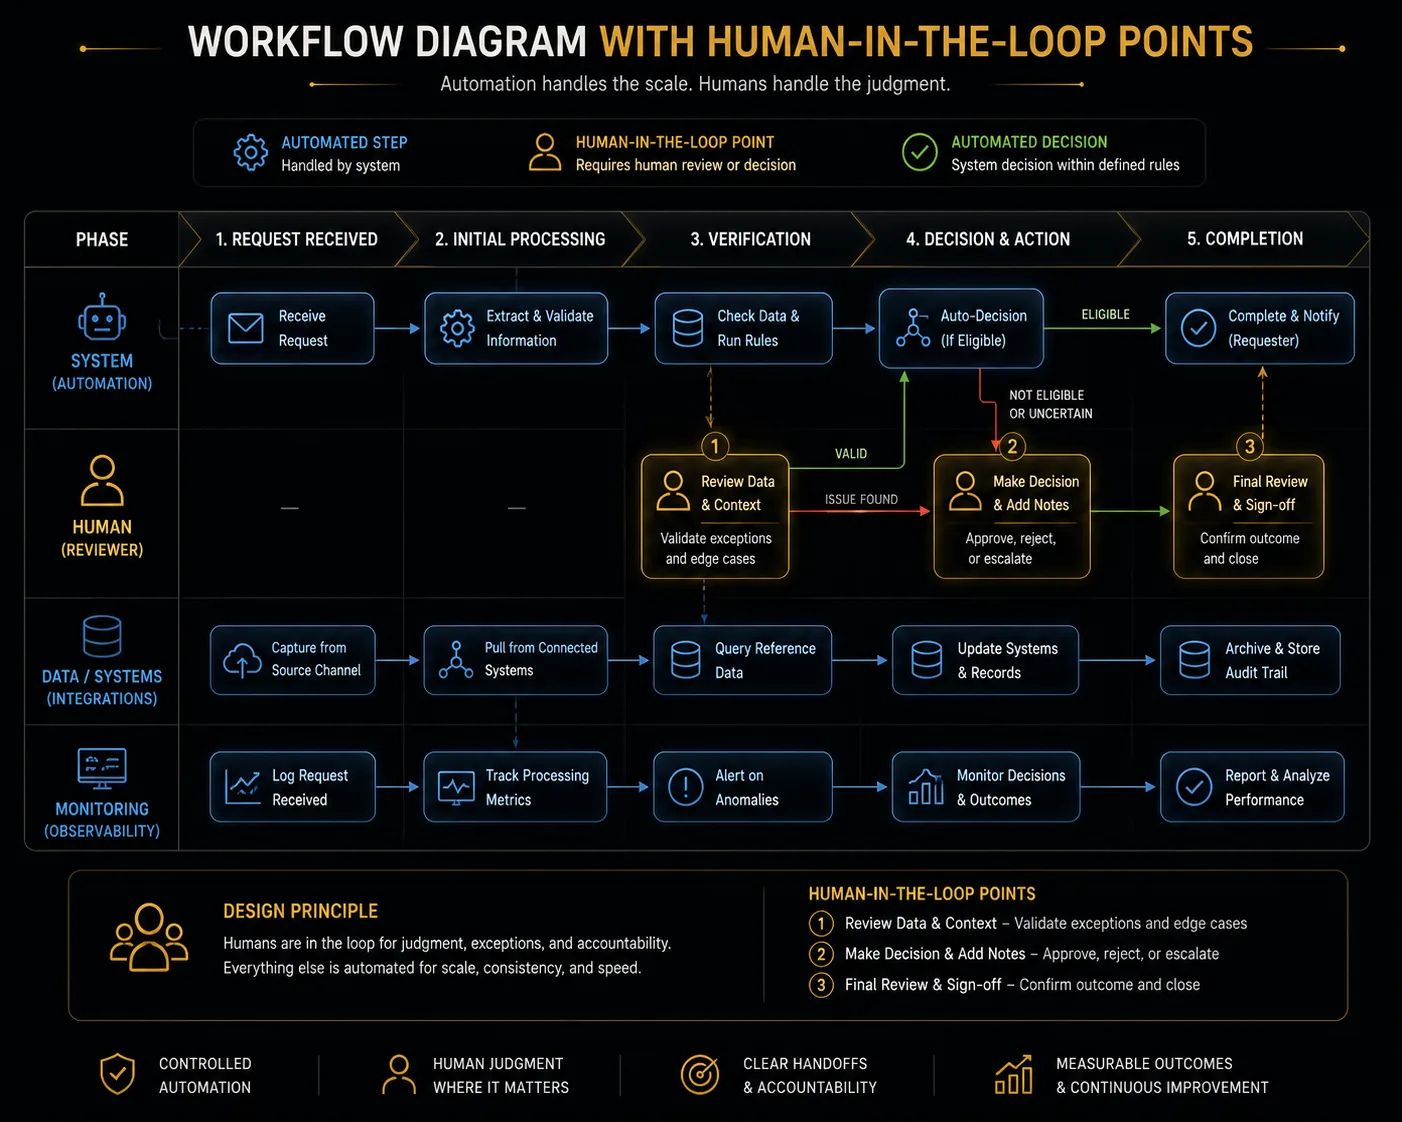 WORKFLOW DIAGRAM WITH HUMAN-IN-THE-LOOP POINTS
Automation handles the scale. Humans handle the judgment.
AUTOMATED STEP
Handled by system
HUMAN-IN-THE-LOOP POINT
Requires human review or decision
AUTOMATED DECISION
System decision within defined rules
PHASE
1. REQUEST RECEIVED
2. INITIAL PROCESSING
3. VERIFICATION
4. DECISION & ACTION
5. COMPLETION
SYSTEM
(AUTOMATION)
Receive
Request
Extract & Validate
Information
Check Data &
Run Rules
Auto-Decision
(If Eligible)
ELIGIBLE
Complete & Notify
(Requester)
NOT ELIGIBLE
OR UNCERTAIN
HUMAN
(REVIEWER)
—
—
1
Review Data
& Context
Validate exceptions
and edge cases
VALID
ISSUE FOUND
2
Make Decision
& Add Notes
Approve, reject,
or escalate
3
Final Review
& Sign-off
Confirm outcome
and close
DATA / SYSTEMS
(INTEGRATIONS)
Capture from
Source Channel
Pull from Connected
Systems
Query Reference
Data
Update Systems
& Records
Archive & Store
Audit Trail
MONITORING
(OBSERVABILITY)
Log Request
Received
Track Processing
Metrics
Alert on
Anomalies
Monitor Decisions
& Outcomes
Report & Analyze
Performance
DESIGN PRINCIPLE
Humans are in the loop for judgment, exceptions, and accountability.
Everything else is automated for scale, consistency, and speed.
HUMAN-IN-THE-LOOP POINTS
1 Review Data & Context – Validate exceptions and edge cases
2 Make Decision & Add Notes – Approve, reject, or escalate
3 Final Review & Sign-off – Confirm outcome and close
CONTROLLED
AUTOMATION
HUMAN JUDGMENT
WHERE IT MATTERS
CLEAR HANDOFFS
& ACCOUNTABILITY
MEASURABLE OUTCOMES
& CONTINUOUS IMPROVEMENT